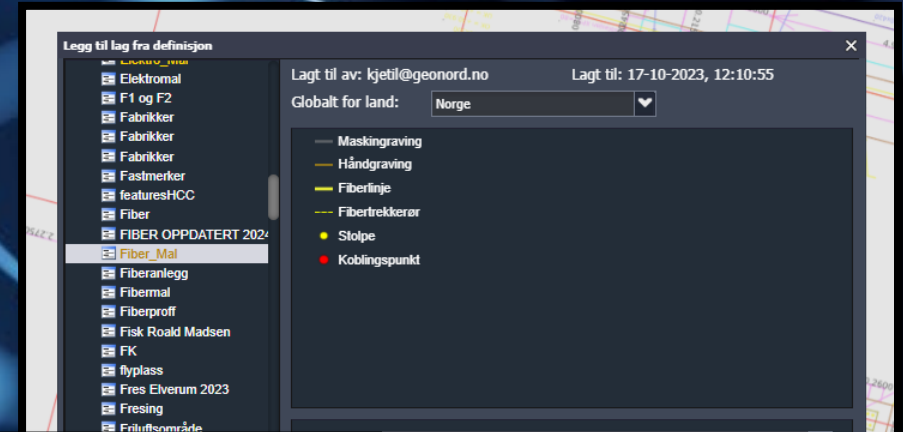 Legg til lag fra definisjon
Elektro_Mal
Elektromal
F1 og F2
Fabrikker
Fabrikker
Fabrikker
Fastmerker
featuresHCC
Fiber
FIBER OPPDATERT 2024
Fiber_Mal
Fiberanlegg
Fibermal
Fiberproff
Fisk Roald Madsen
FK
flyplass
Fres Elverum 2023
Fresing
Friluftsområde
Lagt til av: kjetil@geonord.no
Lagt til: 17-10-2023, 12:10:55
Globalt for land:
Norge
Maskingraving
Håndgraving
Fiberlinje
Fibertrekkerør
Stolpe
Koblingspunkt